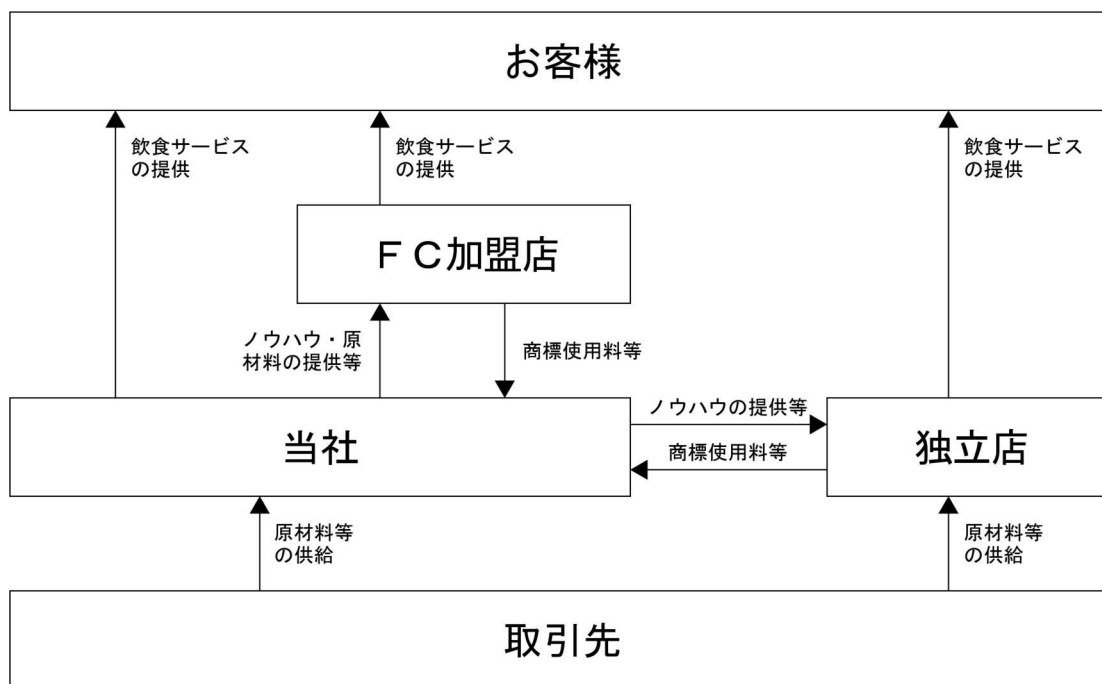 お客様
飲食サービス
の提供
飲食サービス
の提供
飲食サービス
の提供
ＦＣ加盟店
ノウハウ・原
材料の提供等
商標使用料等
ノウハウの提供等
商標使用料等
当社
独立店
原材料等
の供給
原材料等
の供給
取引先